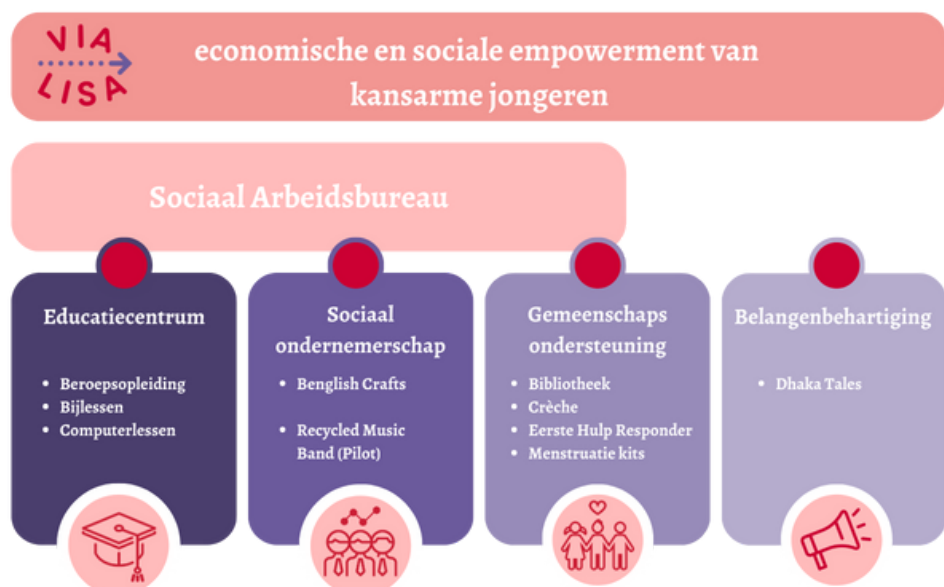 VIA
LISA
economische en sociale empowerment van
kansarme jongeren
Sociaal Arbeidsbureau
Educatiecentrum
• Beroepsopleiding
• Bijlessen
• Computerlessen
Sociaal
ondernemerschap
• Benglish Crafts
• Recycled Music
Band (Pilot)
Gemeenschaps
ondersteuning
• Bibliotheek
• Crèche
• Eerste Hulp Responder
• Menstruatie kits
Belangenbehartiging
• Dhaka Tales